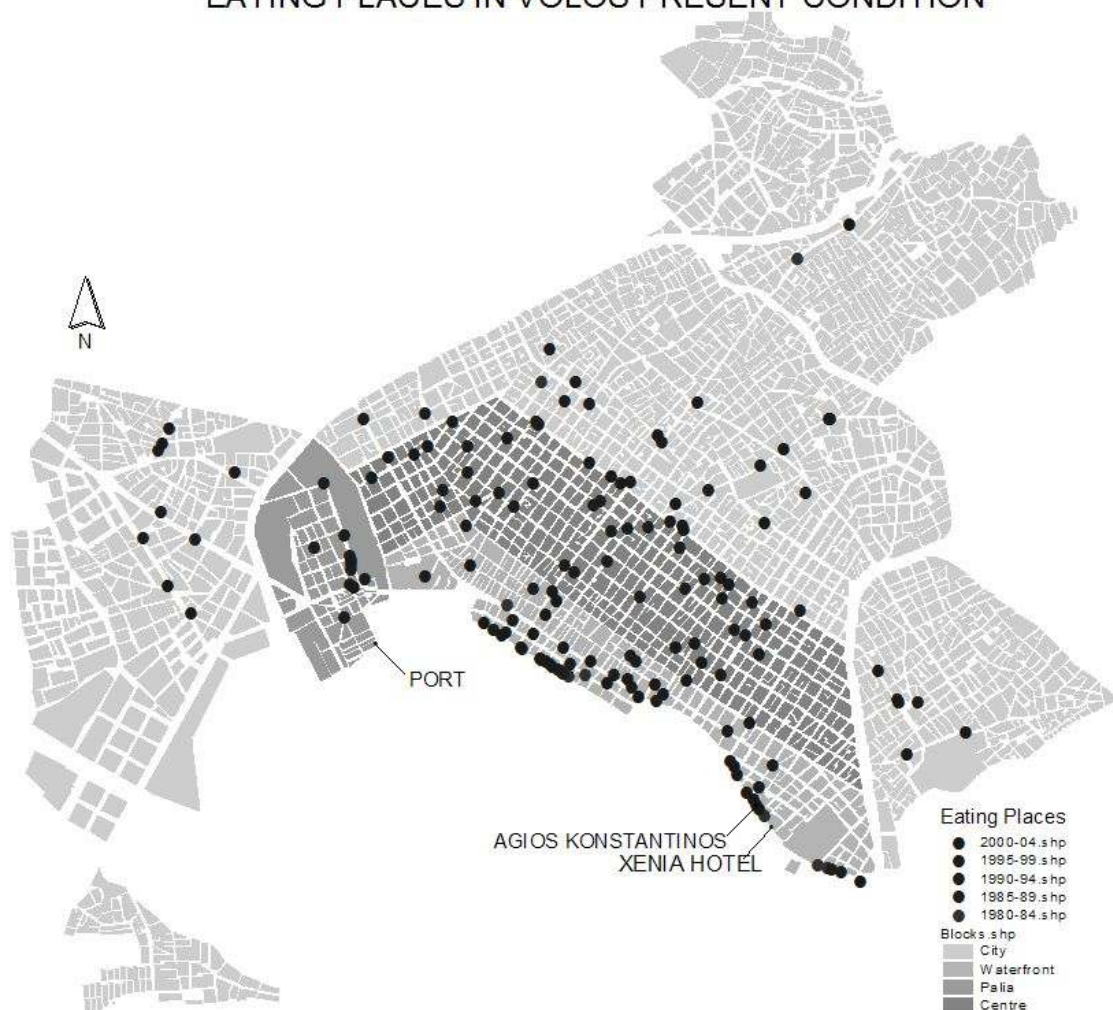 EATING PLACES IN VOLOS PRESENT CONDITION
N
PORT
AGIOS KONSTANTINOS
XENIA HOTEL
Eating Places
2000-04.shp
1995-99.shp
1990-94.shp
1985-89.shp
1980-84.shp
Blocks.shp
City
Waterfront
Palia
Centre